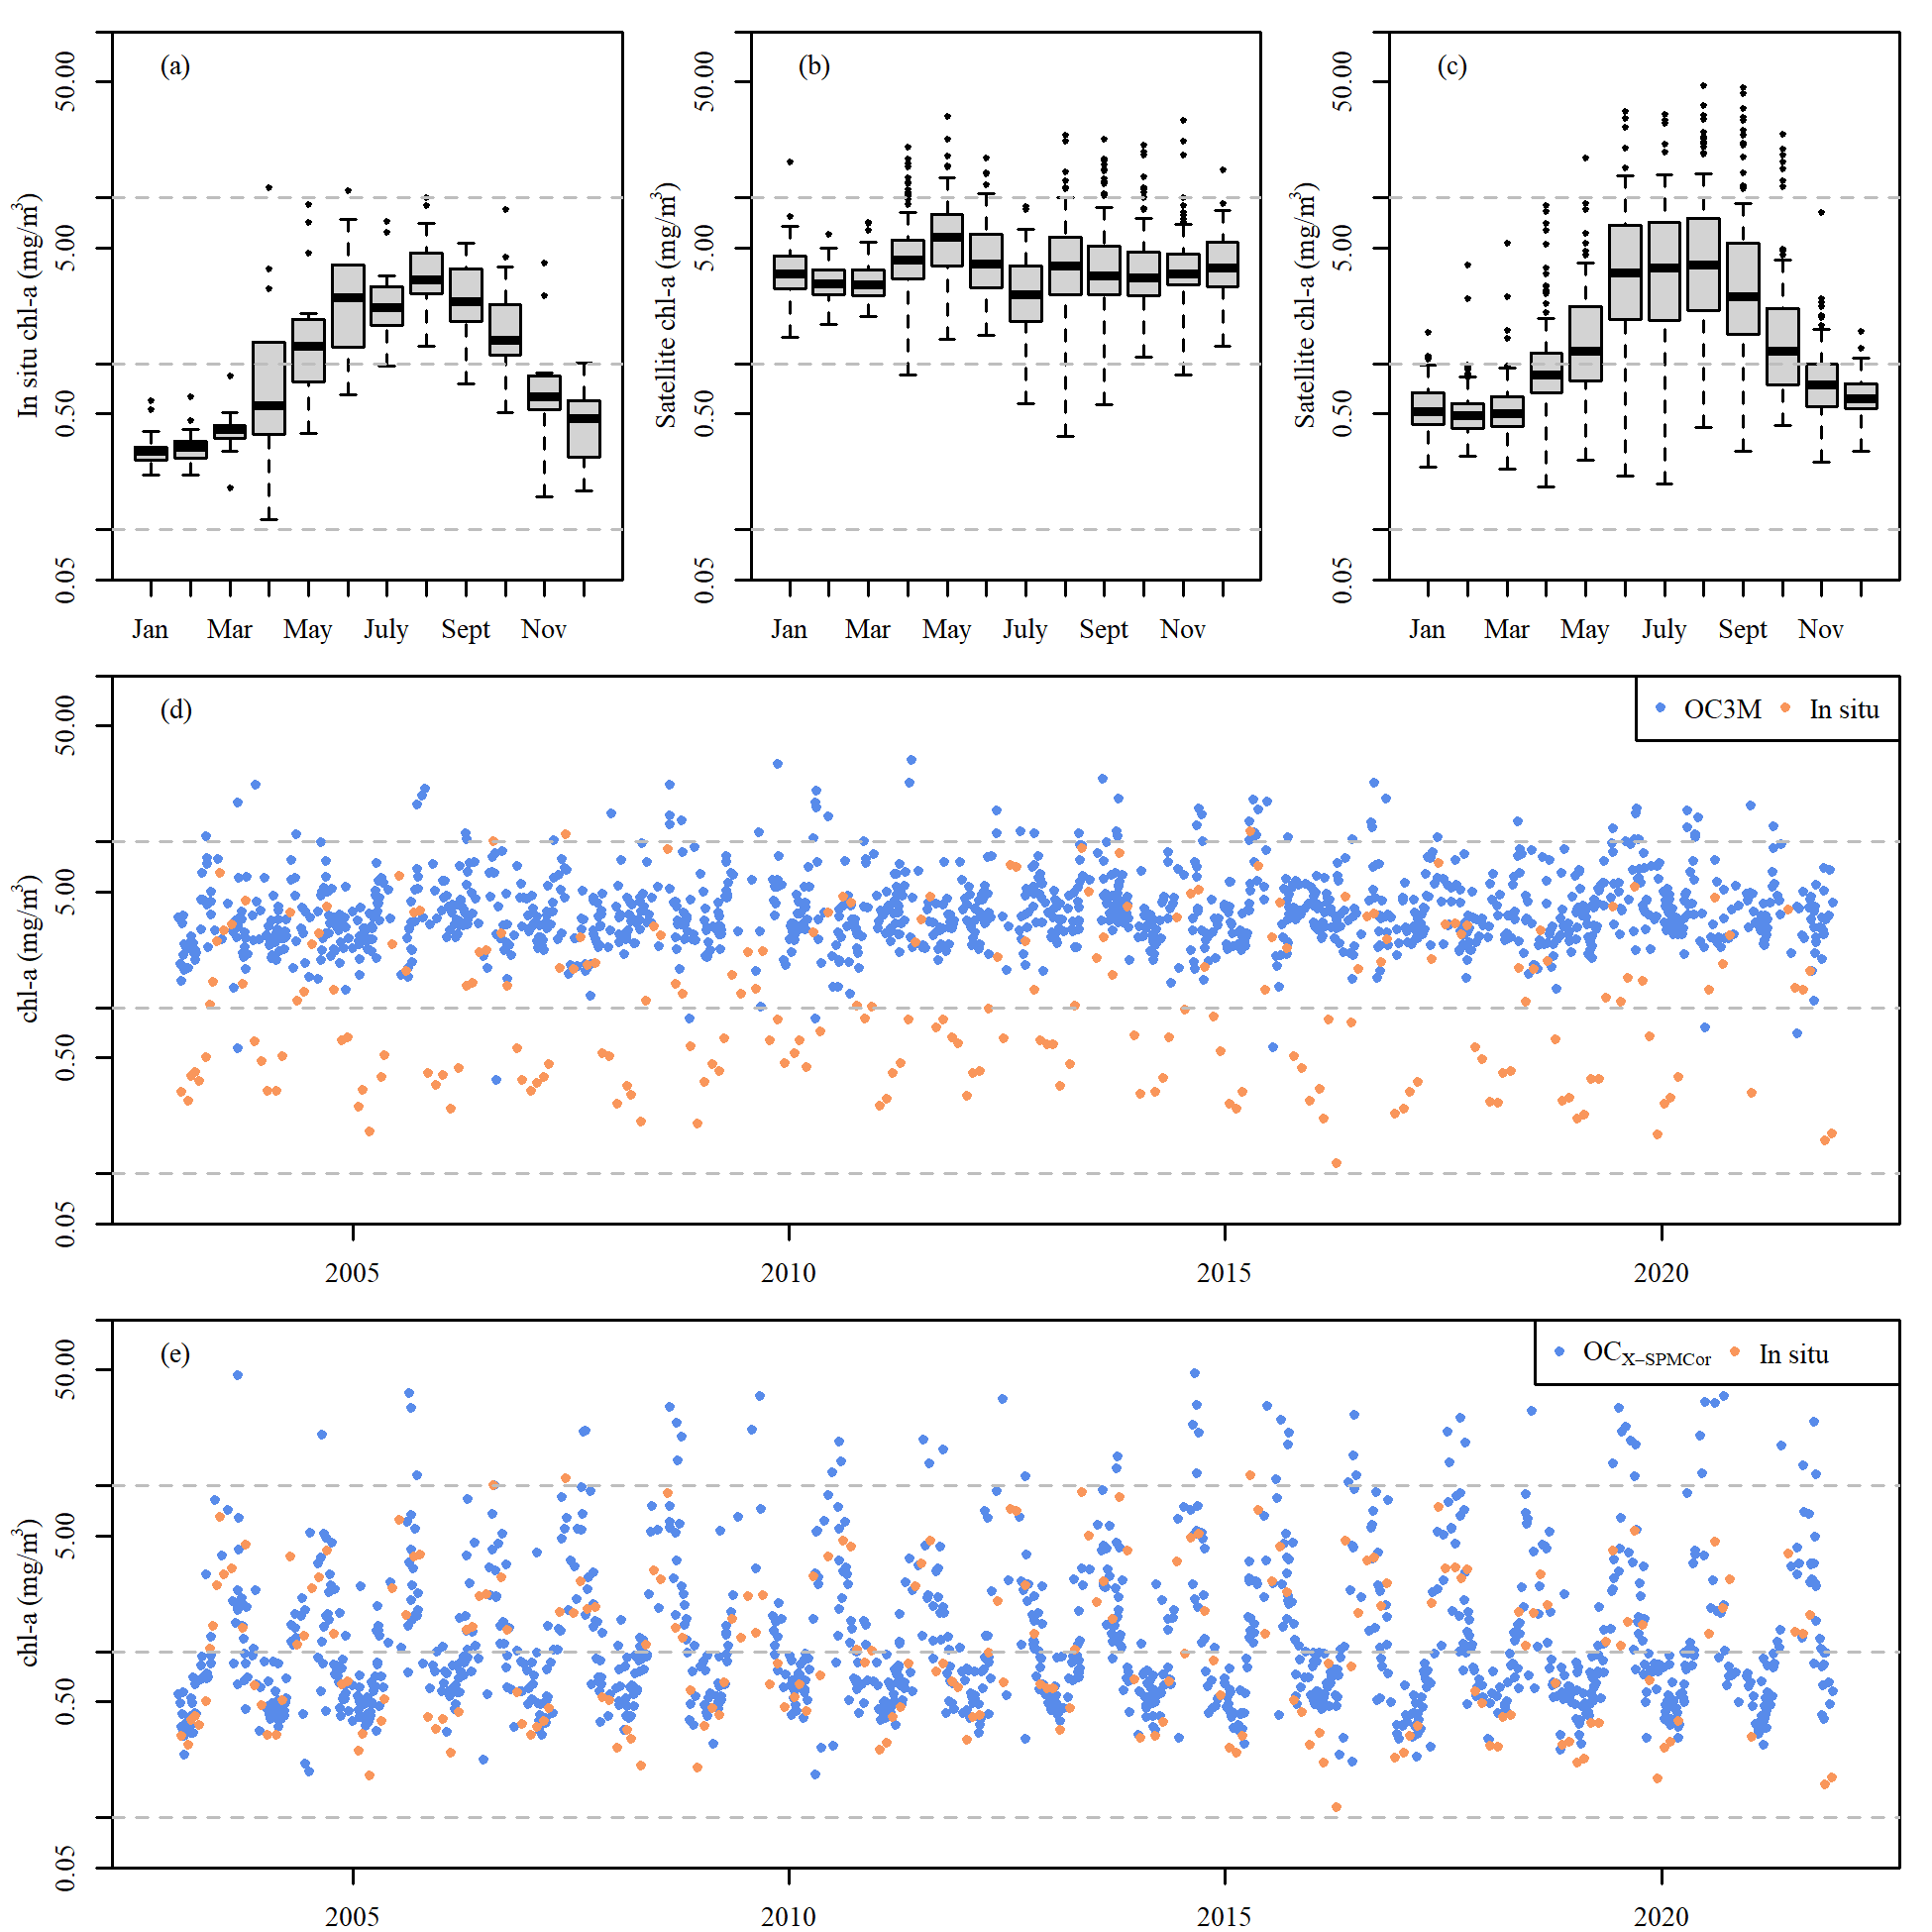 (a)
(b)
(c)
In situ chl-a (mg/m³)
0.05
0.50
5.00
50.00
Jan Mar May July Sept Nov
Satellite chl-a (mg/m³)
0.05
0.50
5.00
50.00
Jan Mar May July Sept Nov
Satellite chl-a (mg/m³)
0.05
0.50
5.00
50.00
Jan Mar May July Sept Nov
(d)
OC3M In situ
chl-a (mg/m³)
0.05
0.50
5.00
50.00
2005 2010 2015 2020
(e)
OCX−SPMCor In situ
chl-a (mg/m³)
0.05
0.50
5.00
50.00
2005 2010 2015 2020